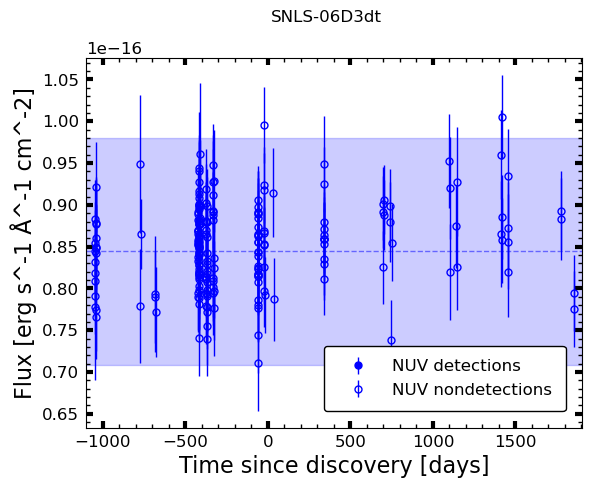 SNLS-06D3dt
1e−16
1.05
1.00
0.95
0.90
0.85
0.80
0.75
0.70
0.65
Flux [erg s^-1 Å^-1 cm^-2]
NUV detections
NUV nondetections
−1000 −500 0 500 1000 1500
Time since discovery [days]